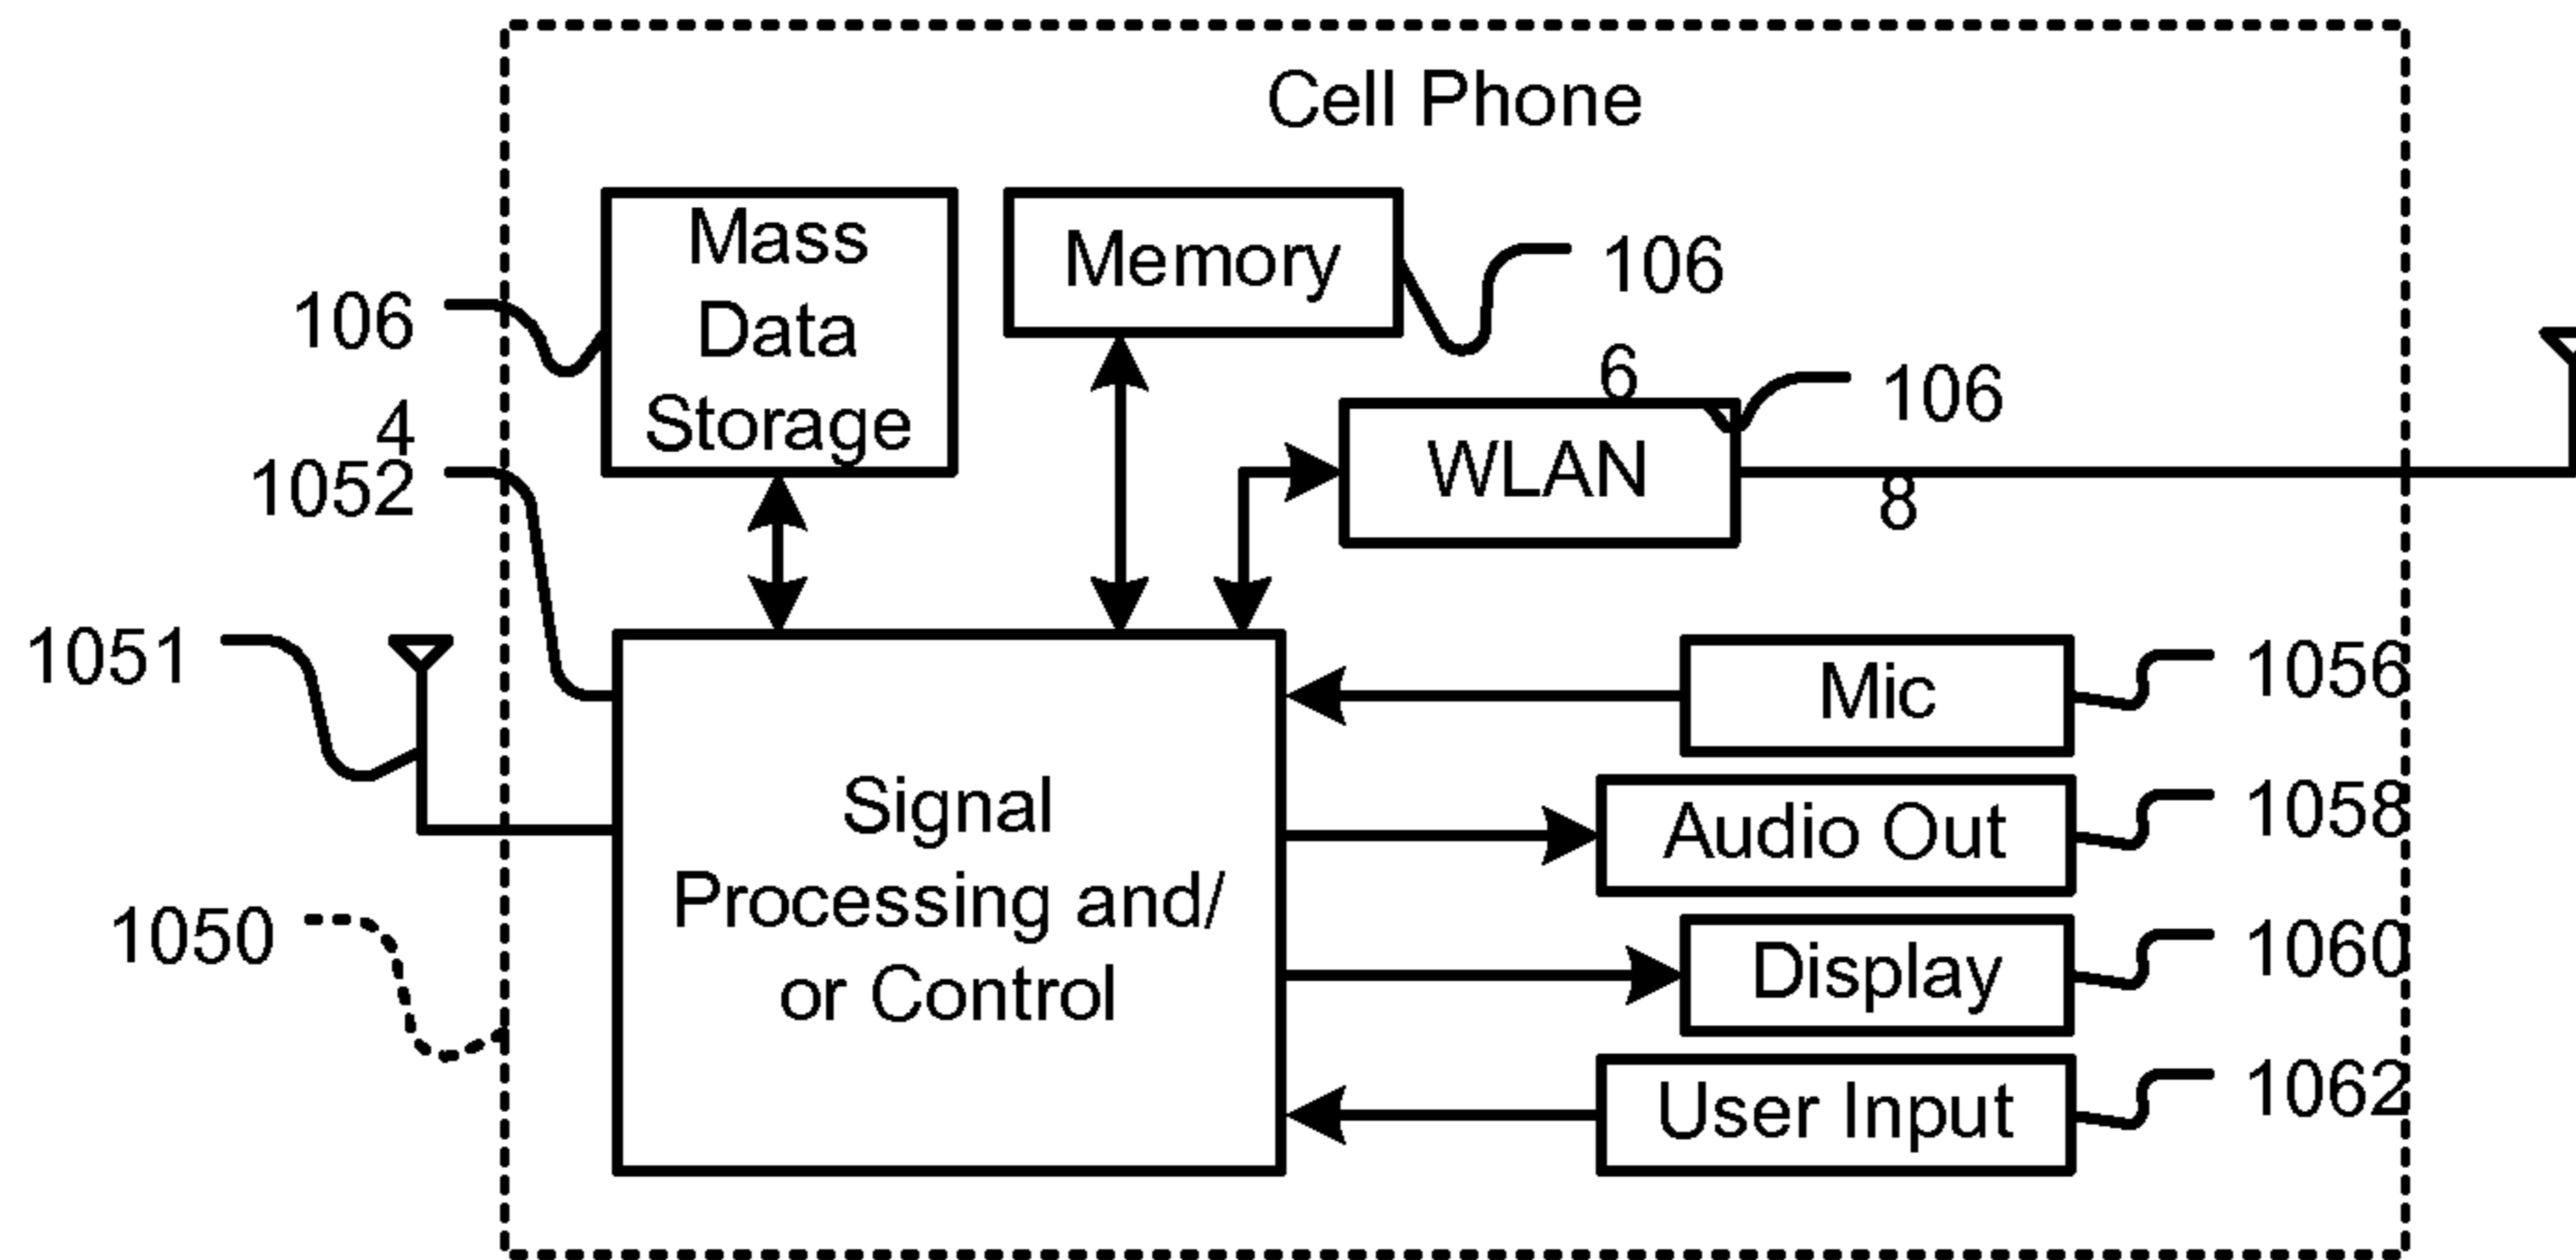 Cell Phone
Mass
Data
Storage
Memory
106
106
4
6
106
WLAN
8
1052
1051
Mic
1056
Signal
Processing and/
or Control
Audio Out
1058
1050
Display
1060
User Input
1062